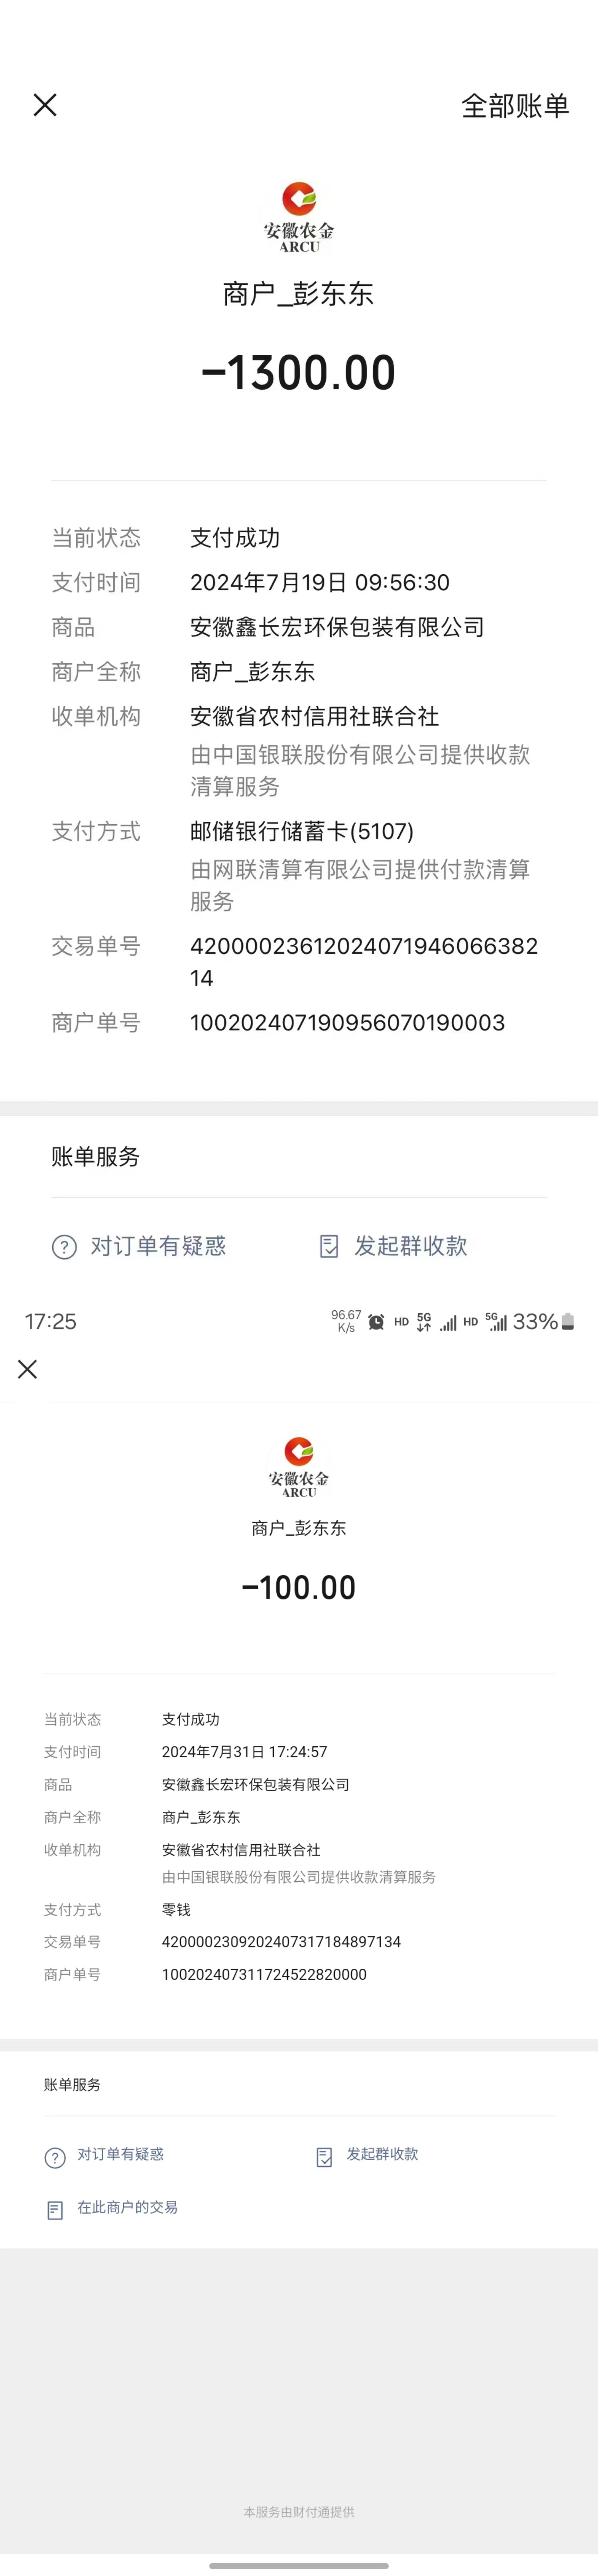 全部账单
安徽农金
ARCU
商户_彭东东
-1300.00
当前状态 支付成功
支付时间 2024年7月19日 09:56:30
商品 安徽鑫长宏环保包装有限公司
商户全称 商户_彭东东
收单机构 安徽省农村信用社联合社
由中国银联股份有限公司提供收款
清算服务
支付方式 邮储银行储蓄卡(5107)
由网联清算有限公司提供付款清算
服务
交易单号 42000023612024071946066382
14
商户单号 100202407190956070190003
账单服务
对订单有疑惑 发起群收款
17:25 96.67 K/s HD 5G HD 5G 33%
安徽农金
ARCU
商户_彭东东
-100.00
当前状态 支付成功
支付时间 2024年7月31日 17:24:57
商品 安徽鑫长宏环保包装有限公司
商户全称 商户_彭东东
收单机构 安徽省农村信用社联合社
由中国银联股份有限公司提供收款清算服务
支付方式 零钱
交易单号 4200002309202407317184897134
商户单号 100202407311724522820000
账单服务
对订单有疑惑 发起群收款
在此商户的交易
本服务由财付通提供